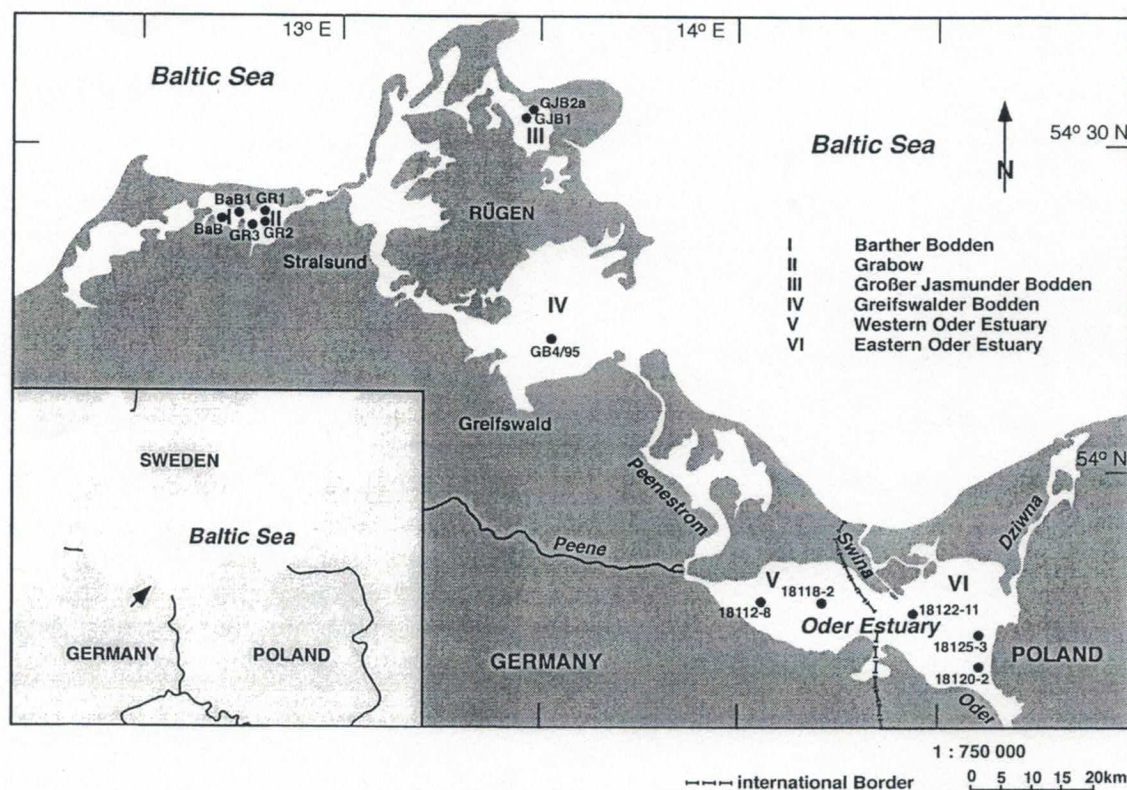 13° E
14° E
Baltic Sea
GJB2a
GJB1
III
Baltic Sea
54° 30 N
N
BaB1 GR1
BaB I II
GR3 GR2
RÜGEN
Stralsund
I Barther Bodden
II Grabow
III Großer Jasmunder Bodden
IV Greifswalder Bodden
V Western Oder Estuary
VI Eastern Oder Estuary
IV
GB4/95
Greifswald
54° N
SWEDEN
Baltic Sea
GERMANY
POLAND
Peenestrom
Peene
Swina
Dziwna
V
VI
18118-2
18112-8
18122-11
Oder Estuary
18125-3
GERMANY
POLAND
18120-2
Oder
1 : 750 000
international Border
0 5 10 15 20km